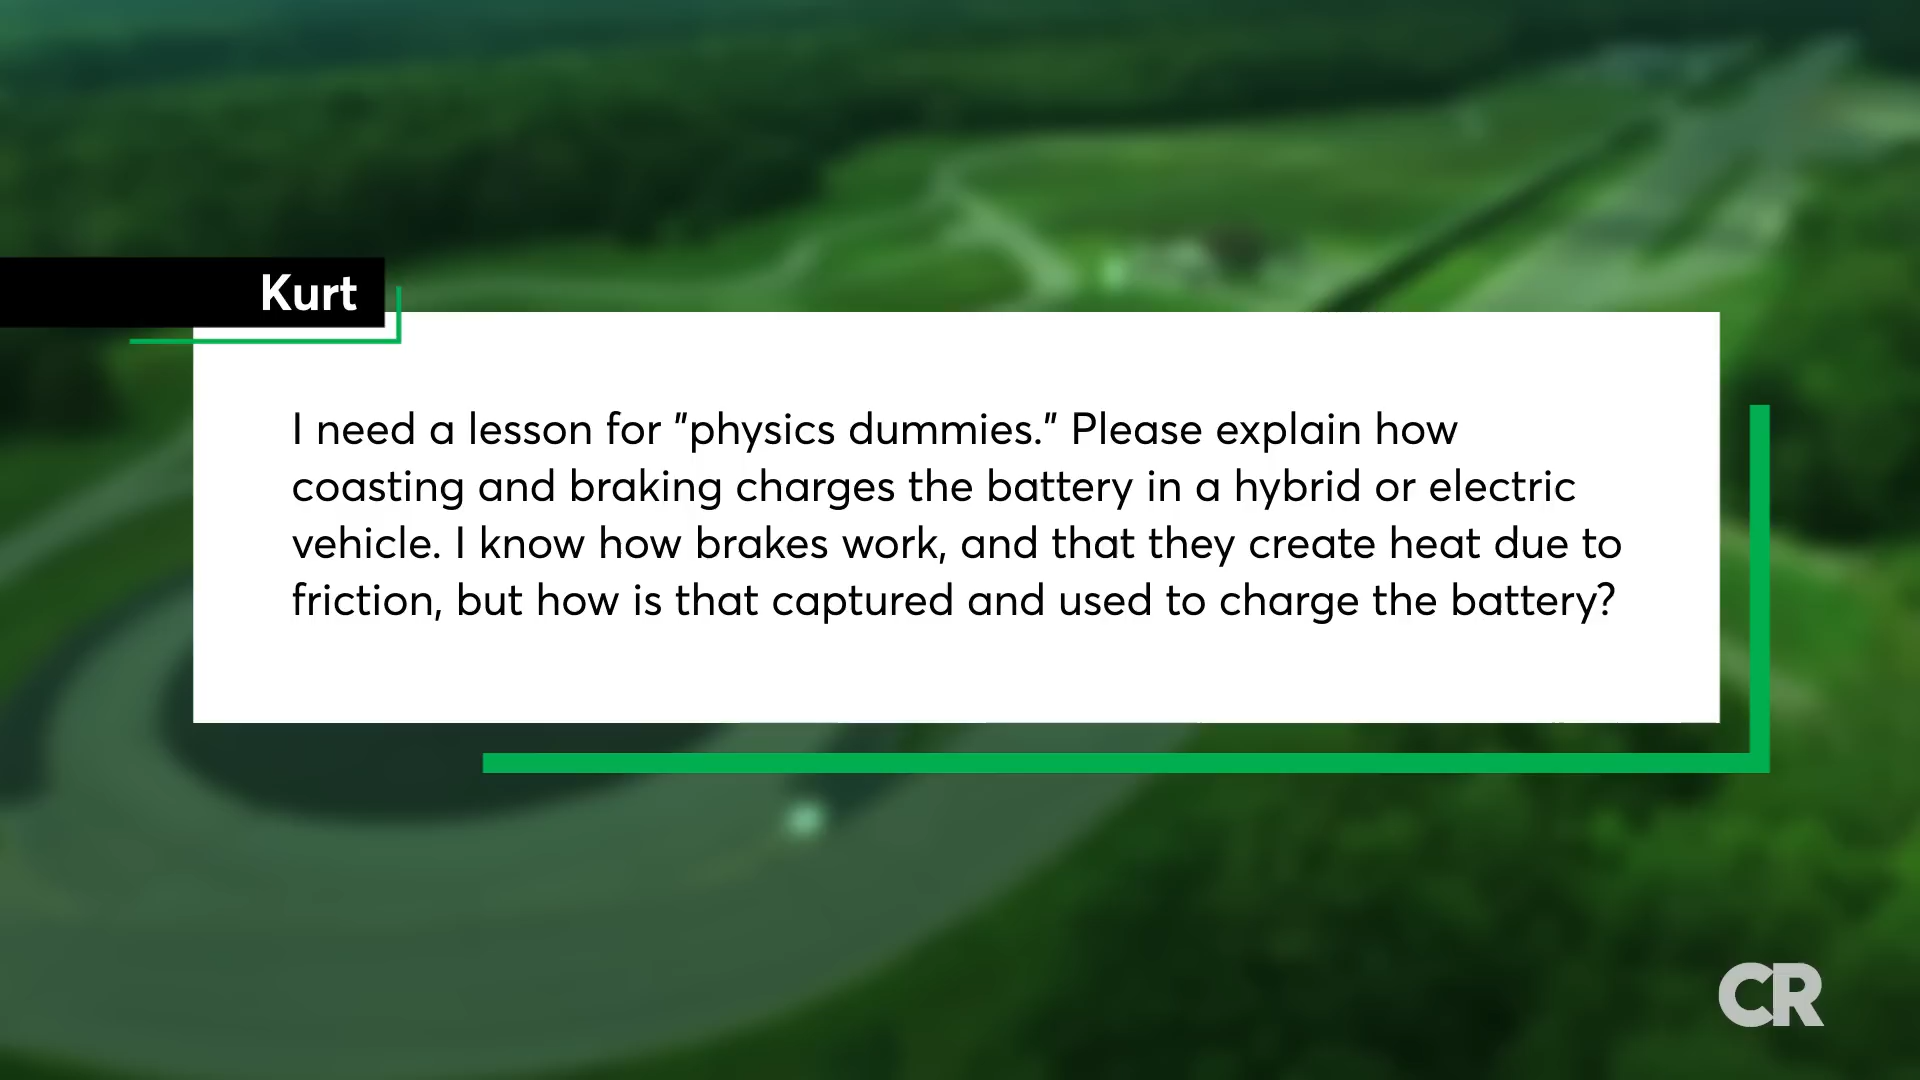 Kurt
I need a lesson for "physics dummies." Please explain how
coasting and braking charges the battery in a hybrid or electric
vehicle. I know how brakes work, and that they create heat due to
friction, but how is that captured and used to charge the battery?
CR